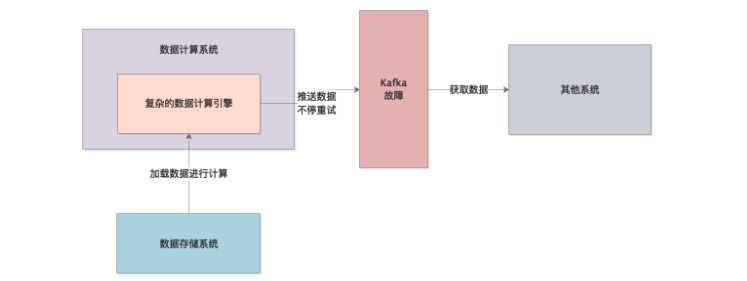 数据计算系统
复杂的数据计算引擎
推送数据
不停重试
Kafka
故障
获取数据
其他系统
加载数据进行计算
数据存储系统